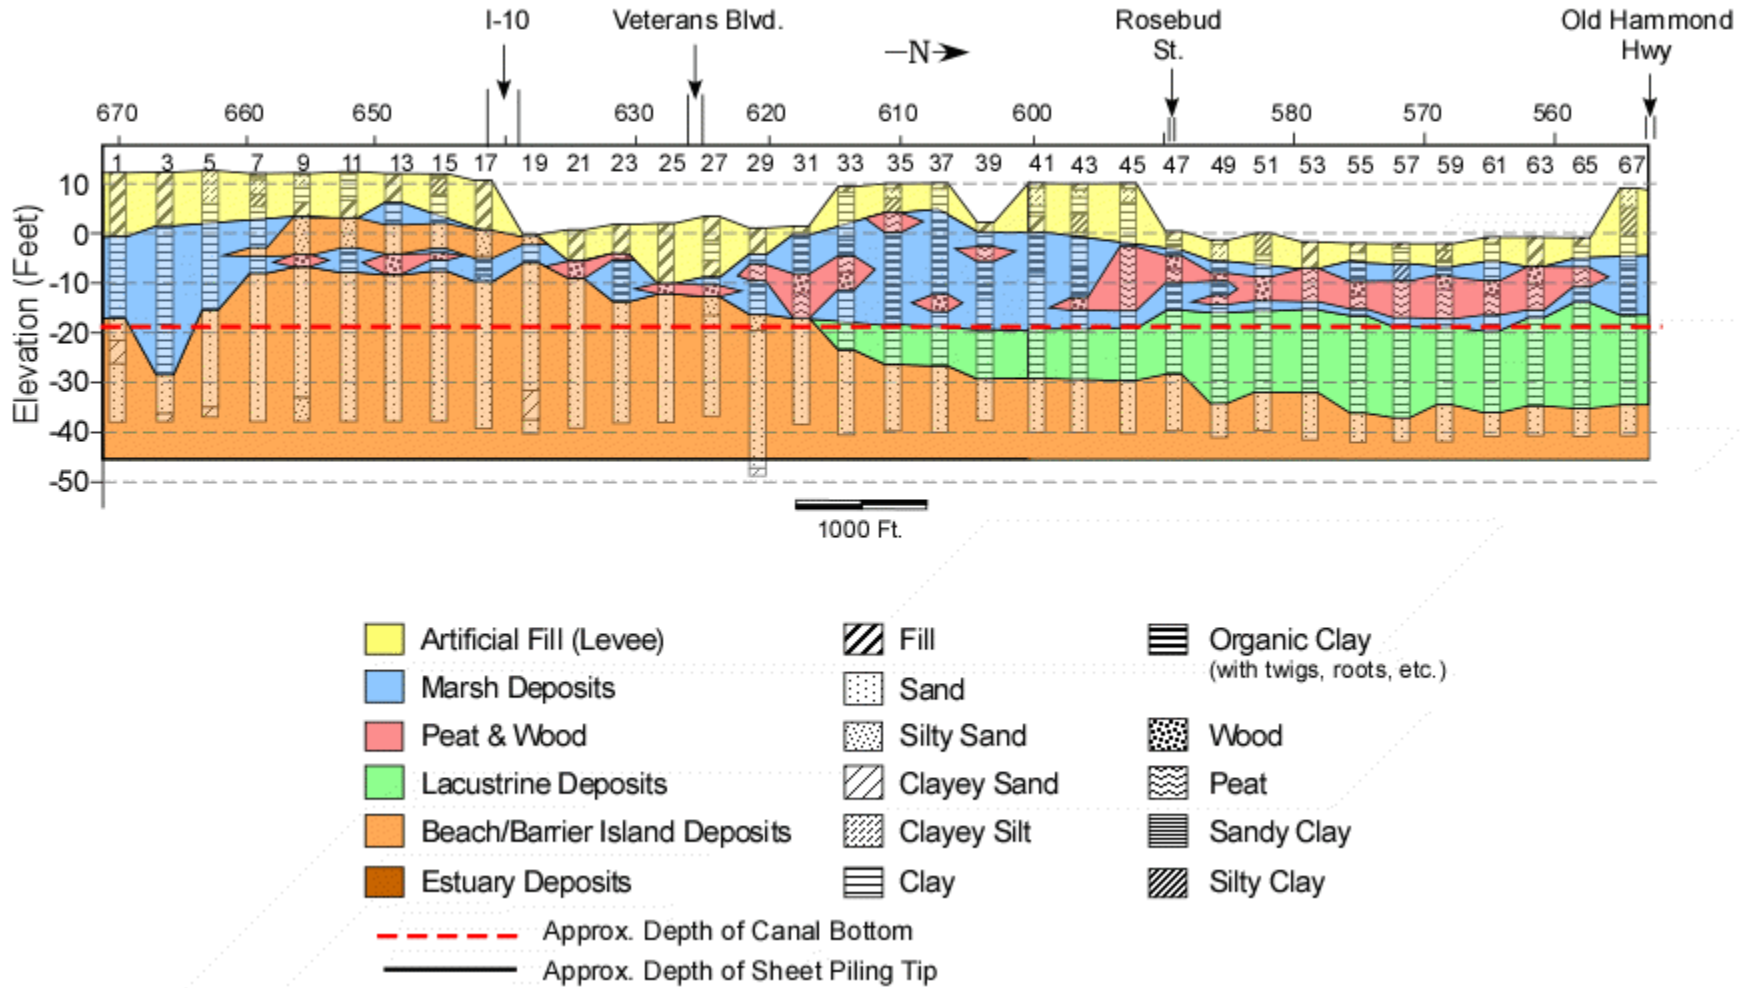 I-10 Veterans Blvd. Rosebud St. Old Hammond Hwy
N
670 660 650 630 620 610 600 580 570 560
1 3 5 7 9 11 13 15 17 19 21 23 25 27 29 31 33 35 37 39 41 43 45 47 49 51 53 55 57 59 61 63 65 67
Elevation (Feet)
10
0
-10
-20
-30
-40
-50
1000 Ft.
Artificial Fill (Levee)
Marsh Deposits
Peat & Wood
Lacustrine Deposits
Beach/Barrier Island Deposits
Estuary Deposits
Fill
Sand
Silty Sand
Clayey Sand
Clayey Silt
Clay
Organic Clay
(with twigs, roots, etc.)
Wood
Peat
Sandy Clay
Silty Clay
Approx. Depth of Canal Bottom
Approx. Depth of Sheet Piling Tip